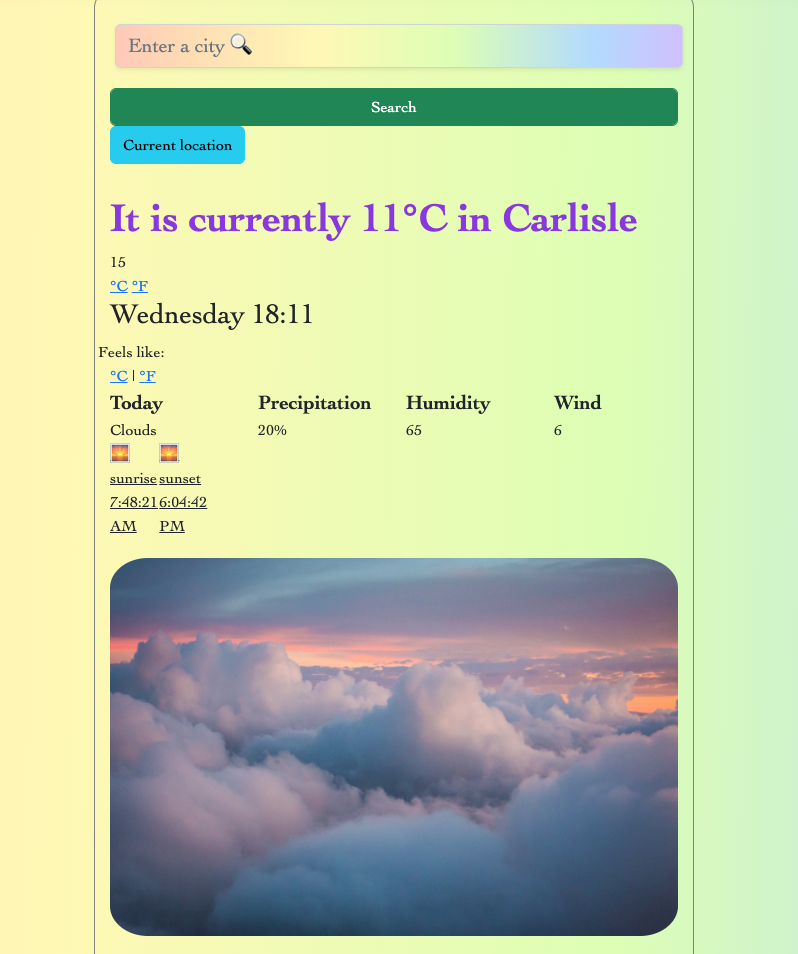 Enter a city 🔍
Search
Current location
It is currently 11°C in Carlisle
15
°C °F
Wednesday 18:11
Feels like:
°C | °F
Today Precipitation Humidity Wind
Clouds 20% 65 6
sunrise sunset
7:48:21 6:04:42
AM PM